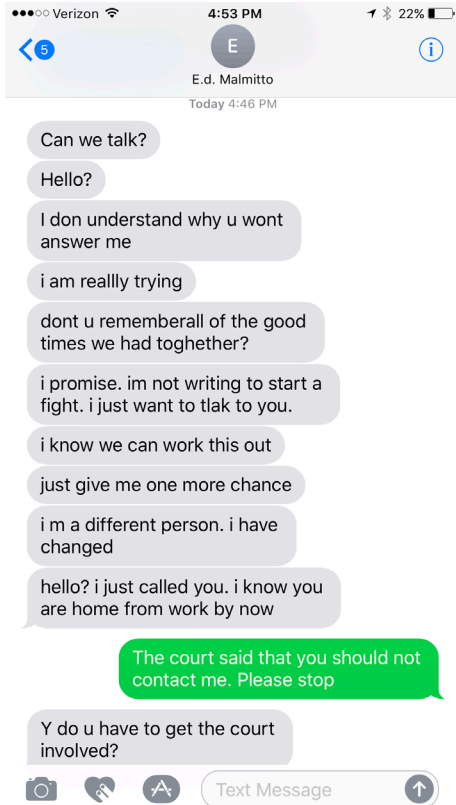 Verizon 4:53 PM 22%
5
E
i
E.d. Malmitto
Today 4:46 PM
Can we talk?
Hello?
I don understand why u wont
answer me
i am reallly trying
dont u rememberall of the good
times we had toghether?
i promise. im not writing to start a
fight. i just want to tlak to you.
i know we can work this out
just give me one more chance
i m a different person. i have
changed
hello? i just called you. i know you
are home from work by now
The court said that you should not
contact me. Please stop
Y do u have to get the court
involved?
Text Message